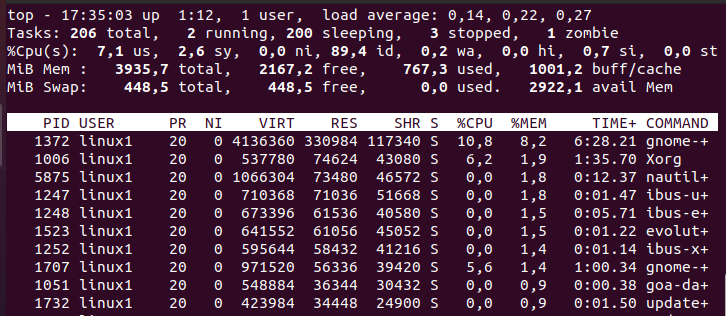 top - 17:35:03 up  1:12,  1 user,  load average: 0,14, 0,22, 0,27
Tasks: 206 total,   2 running, 200 sleeping,   3 stopped,   1 zombie
%Cpu(s):  7,1 us,  2,6 sy,  0,0 ni, 89,4 id,  0,2 wa,  0,0 hi,  0,7 si,  0,0 st
MiB Mem :   3935,7 total,   2167,2 free,    767,3 used,   1001,2 buff/cache
MiB Swap:    448,5 total,    448,5 free,      0,0 used.   2922,1 avail Mem
PID USER      PR  NI    VIRT    RES    SHR S  %CPU  %MEM     TIME+ COMMAND
1372 linux1    20   0 4136360 330984 117340 S  10,8   8,2   6:28.21 gnome-+
1006 linux1    20   0  537780  74624  43080 S   6,2   1,9   1:35.70 Xorg
5875 linux1    20   0 1066304  73480  46572 S   0,0   1,8   0:12.37 nautil+
1247 linux1    20   0  710368  71036  51668 S   0,0   1,8   0:01.47 ibus-u+
1248 linux1    20   0  673396  61536  40580 S   0,0   1,5   0:05.71 ibus-e+
1523 linux1    20   0  641552  61056  45052 S   0,0   1,5   0:01.22 evolut+
1252 linux1    20   0  595644  58432  41216 S   0,0   1,4   0:01.14 ibus-x+
1707 linux1    20   0  971520  56336  39420 S   5,6   1,4   1:00.34 gnome-+
1051 linux1    20   0  548884  36344  30432 S   0,0   0,9   0:00.38 goa-da+
1732 linux1    20   0  423984  34448  24900 S   0,0   0,9   0:01.50 update+